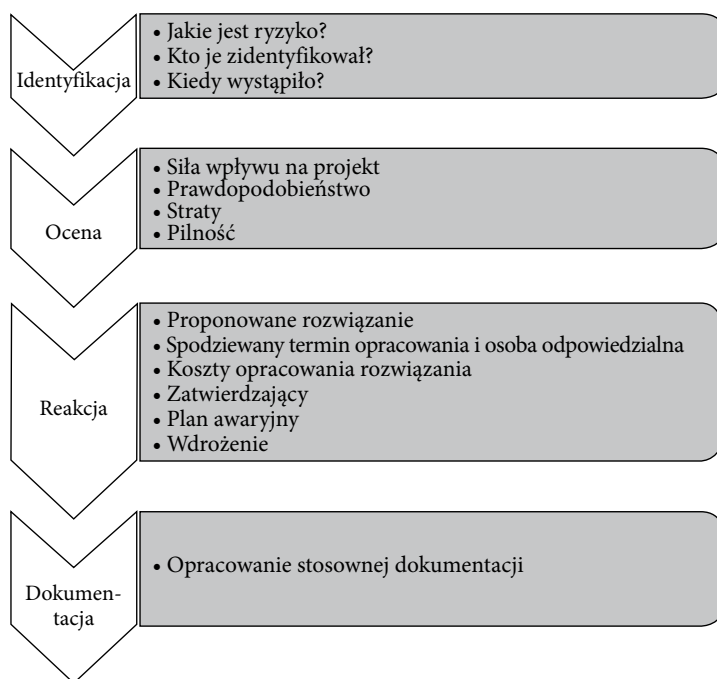 Identyfikacja
• Jakie jest ryzyko?
• Kto je zidentyfikował?
• Kiedy wystąpiło?
Ocena
• Siła wpływu na projekt
• Prawdopodobieństwo
• Straty
• Pilność
Reakcja
• Proponowane rozwiązanie
• Spodziewany termin opracowania i osoba odpowiedzialna
• Koszty opracowania rozwiązania
• Zatwierdzający
• Plan awaryjny
• Wdrożenie
Dokumen-
tacja
• Opracowanie stosownej dokumentacji